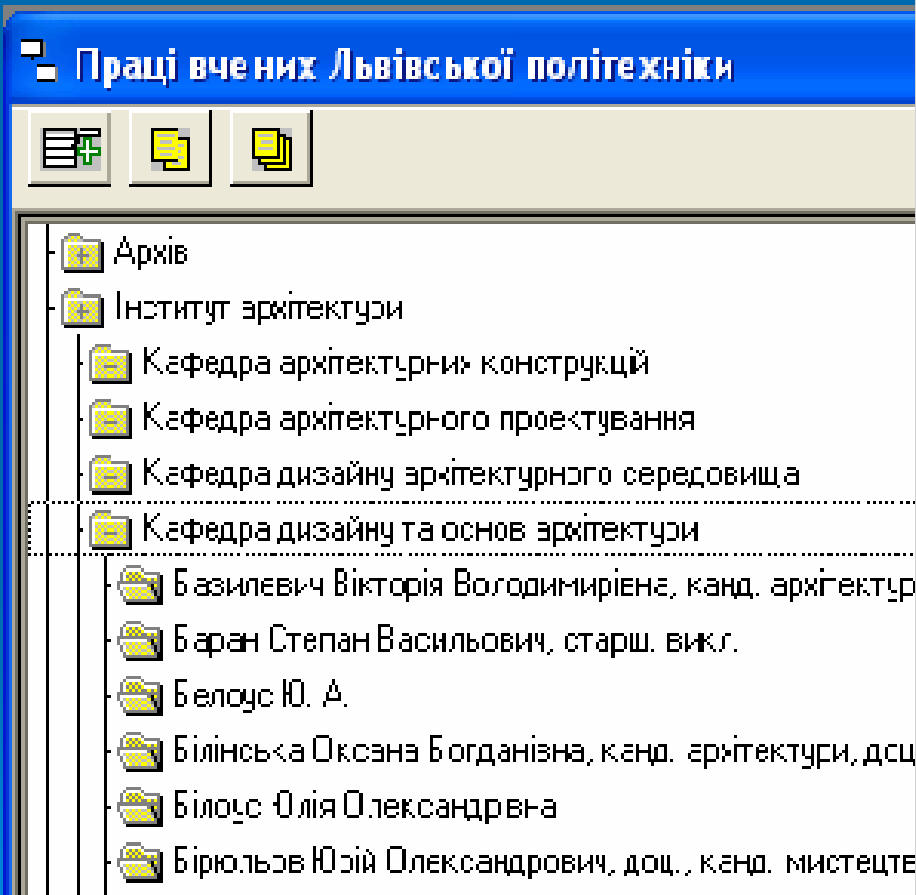 Праці вчених Львівської політехніки
Архів
Інститут архітектури
Кафедра архітектурних конструкцій
Кафедра архітектурного проектування
Кафедра дизайну архітектурного середовища
Кафедра дизайну та основ архітектури
Базилевич Вікторія Володимирівна, канд. архітектур
Баран Степан Васильович, старш. викл.
Белоус Ю. А.
Білінська Оксана Богданівна, канд. архітектури, доц
Білоус Юлія Олександрівна
Бірюльов Юрій Олександрович, доц., канд. мистецтв